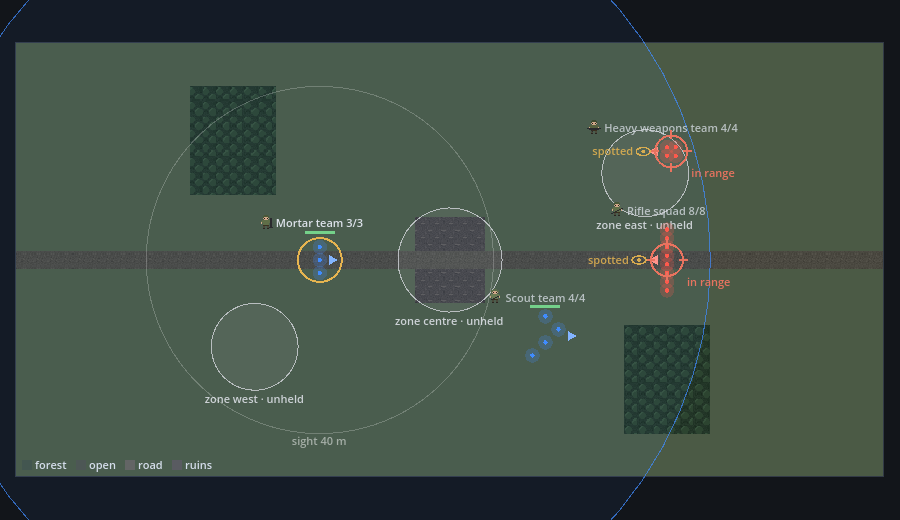 Heavy weapons team 4/4
spotted
in range
Rifle squad 8/8
zone east · unheld
Mortar team 3/3
spotted
in range
Scout team 4/4
zone centre · unheld
zone west · unheld
sight 40 m
forest open road ruins